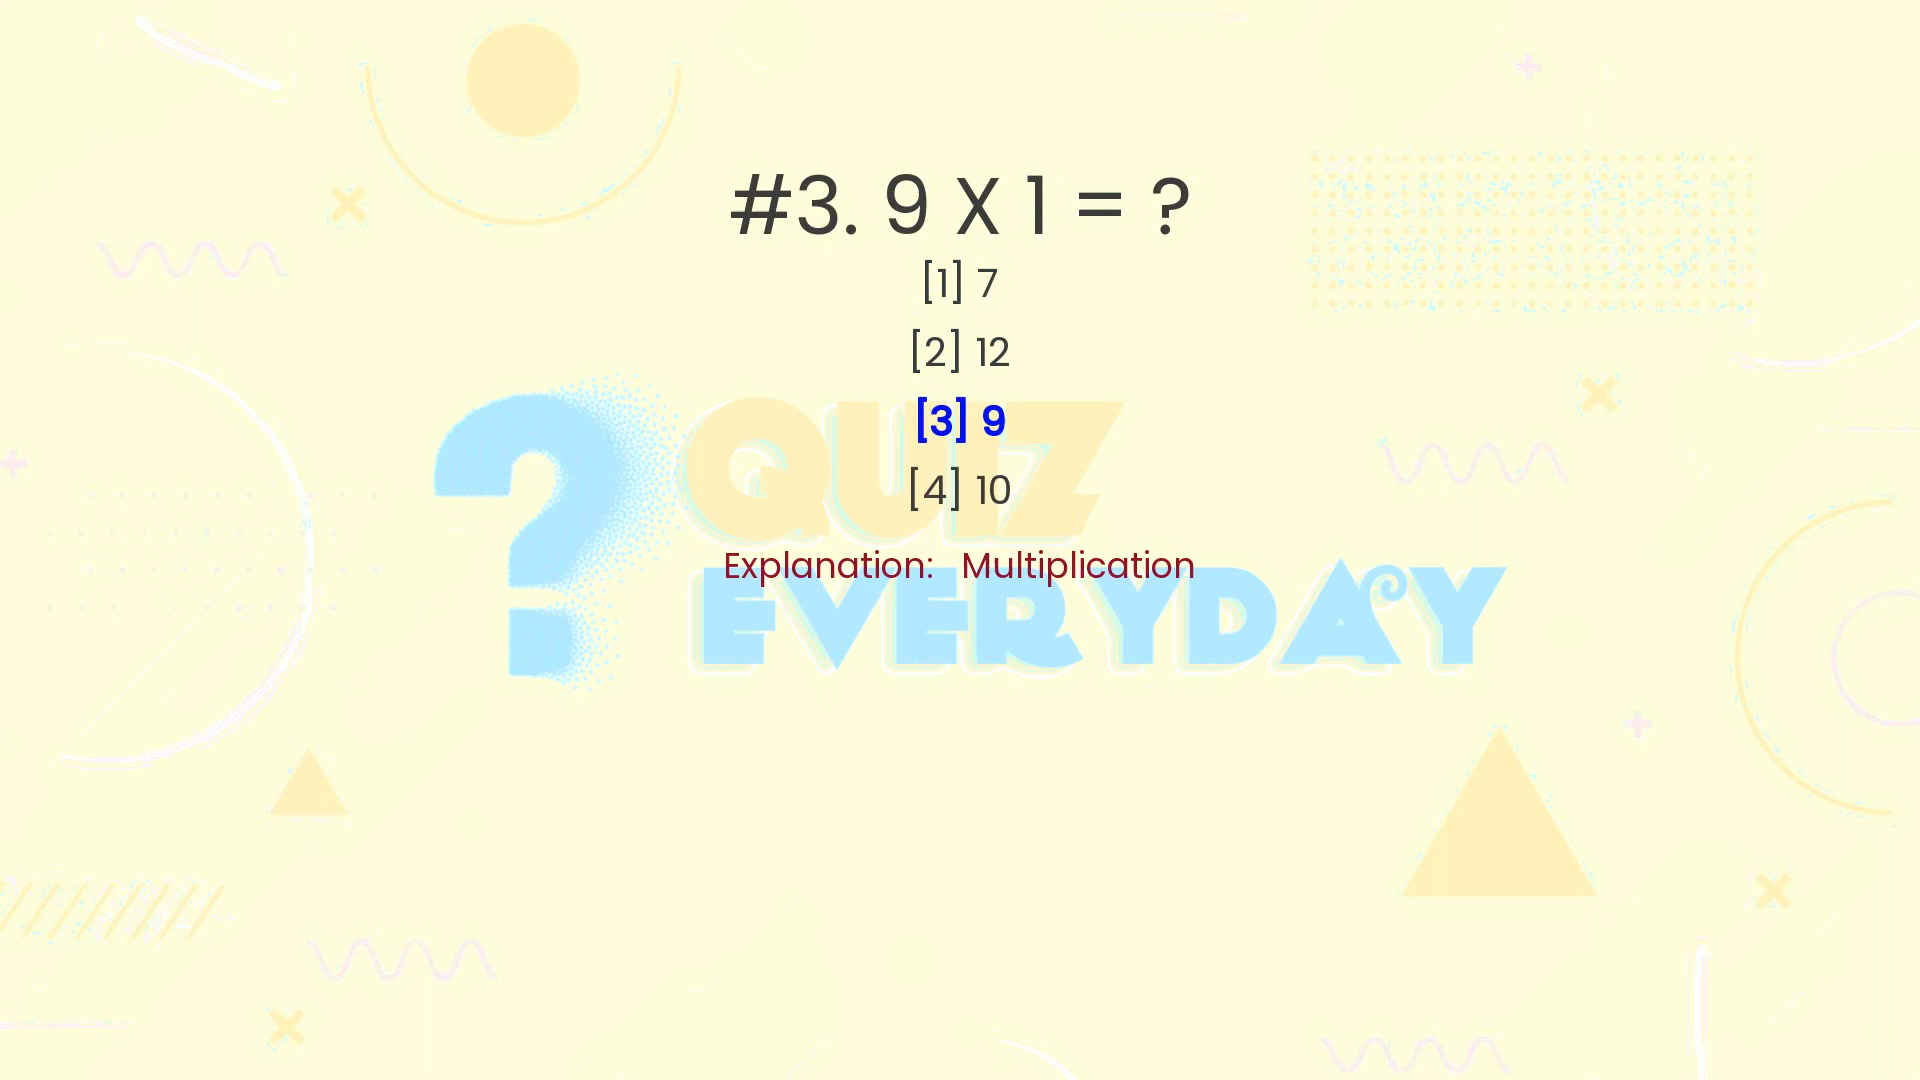 #3. 9 X 1 = ?
[1] 7
[2] 12
[3] 9
[4] 10
? QUIZ
Explanation: Multiplication
EVERYDAY